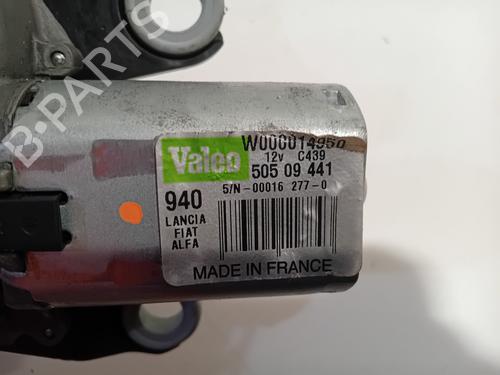 B-PARTS
Valeo
W000014950
12v C439
505 09 441
940
S/N-00016 277-0
LANCIA
FIAT
ALFA
MADE IN FRANCE